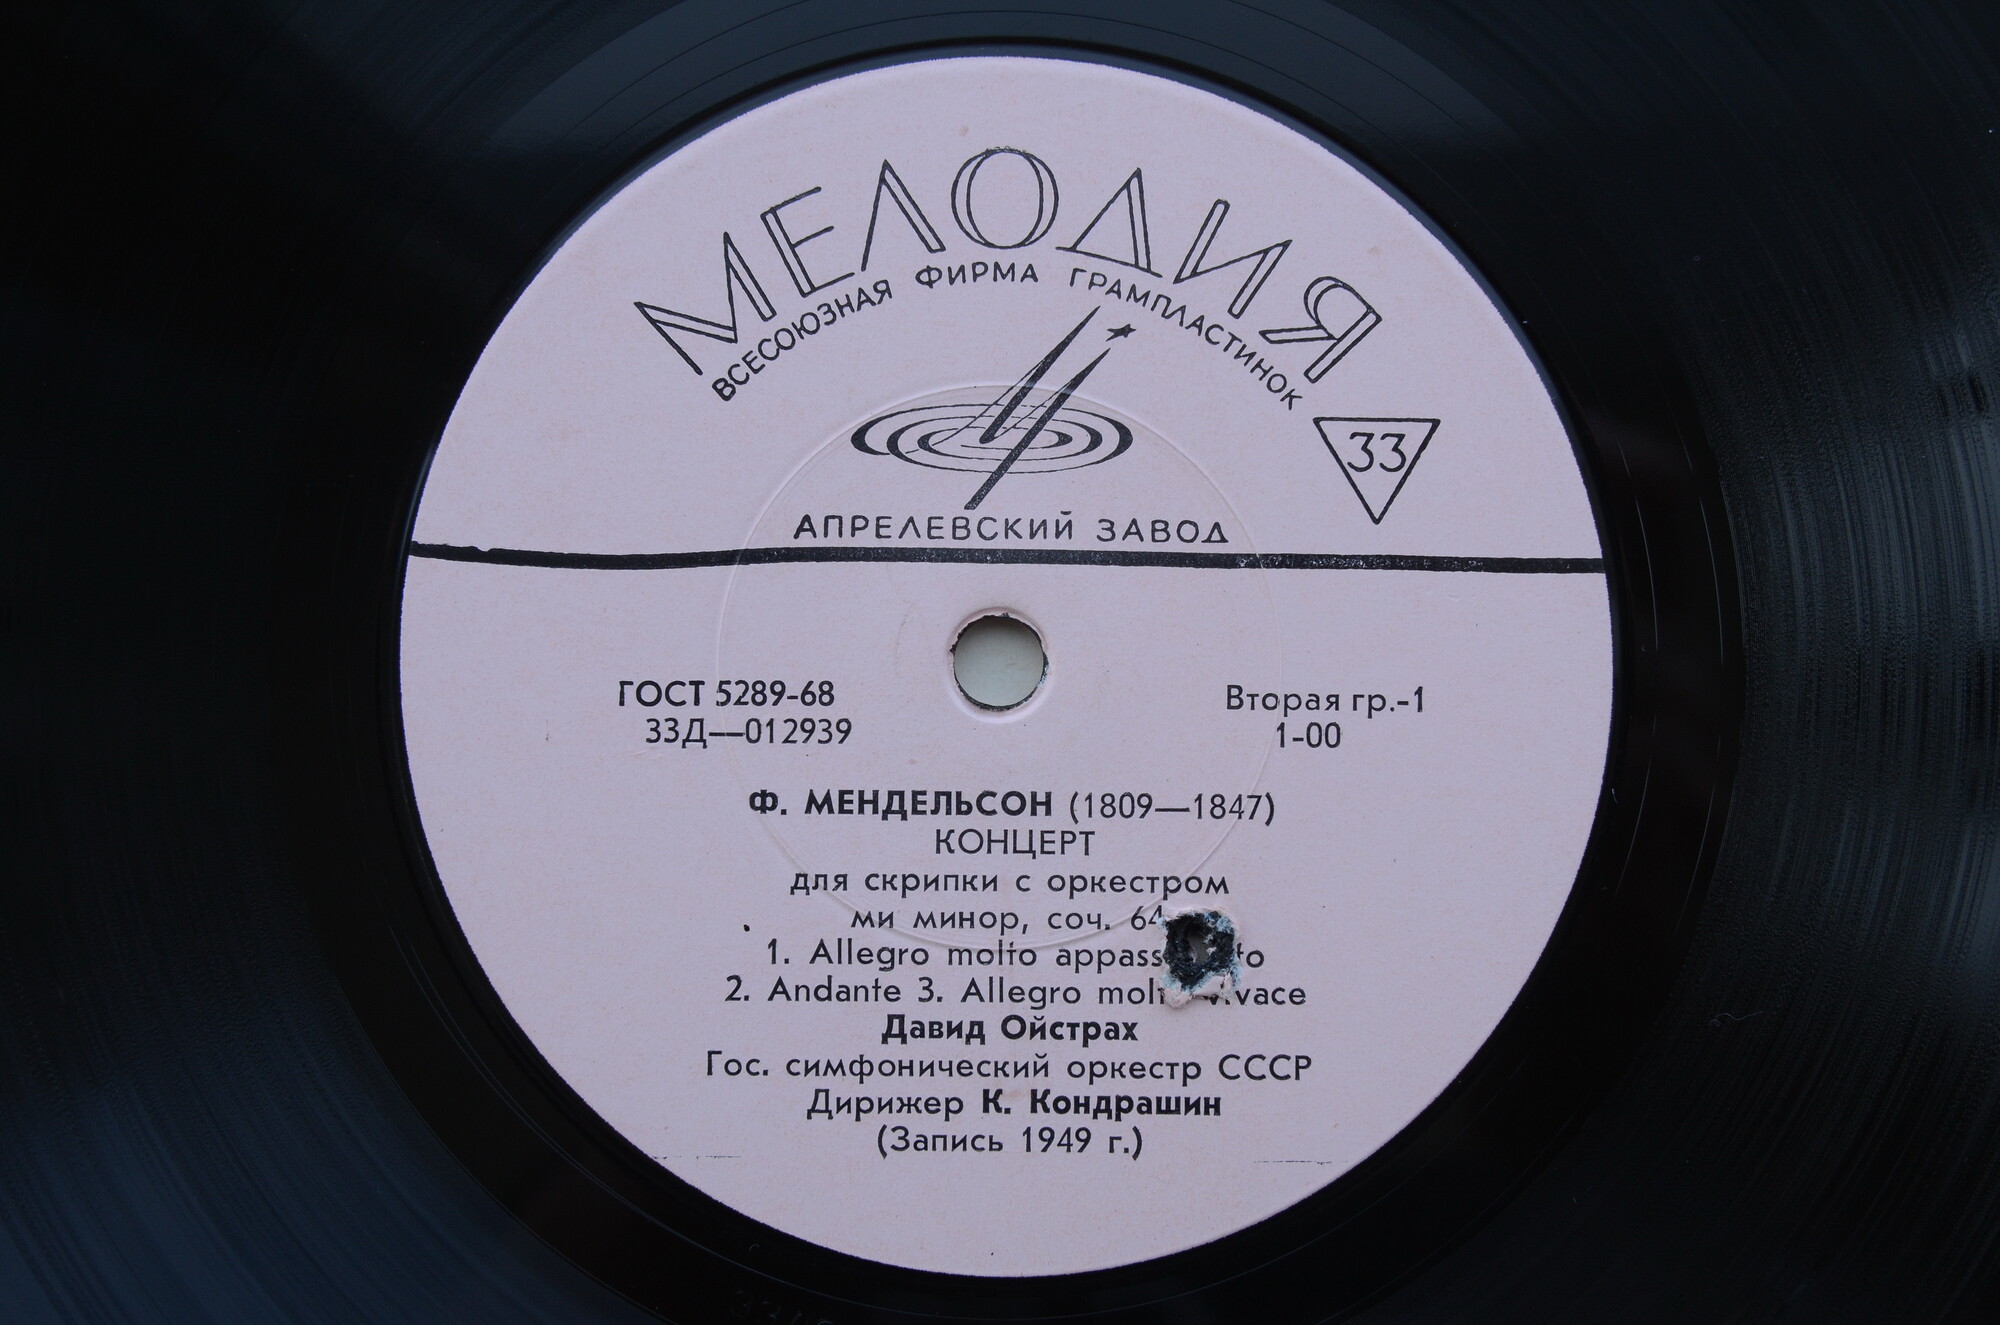 МЕЛОДИЯ
ВСЕСОЮЗНАЯ ФИРМА ГРАМПЛАСТИНОК
33
АПРЕЛЕВСКИЙ ЗАВОД
ГОСТ 5289-68
33Д—012939
Вторая гр.-1
1-00
Ф. МЕНДЕЛЬСОН (1809—1847)
КОНЦЕРТ
для скрипки с оркестром
ми минор, соч. 64
1. Allegro molto
2. Andante 3. Allegro
Давид Ойстрах
Гос. симфонический оркестр СССР
Дирижер К. Кондрашин
(Запись 1949 г.)